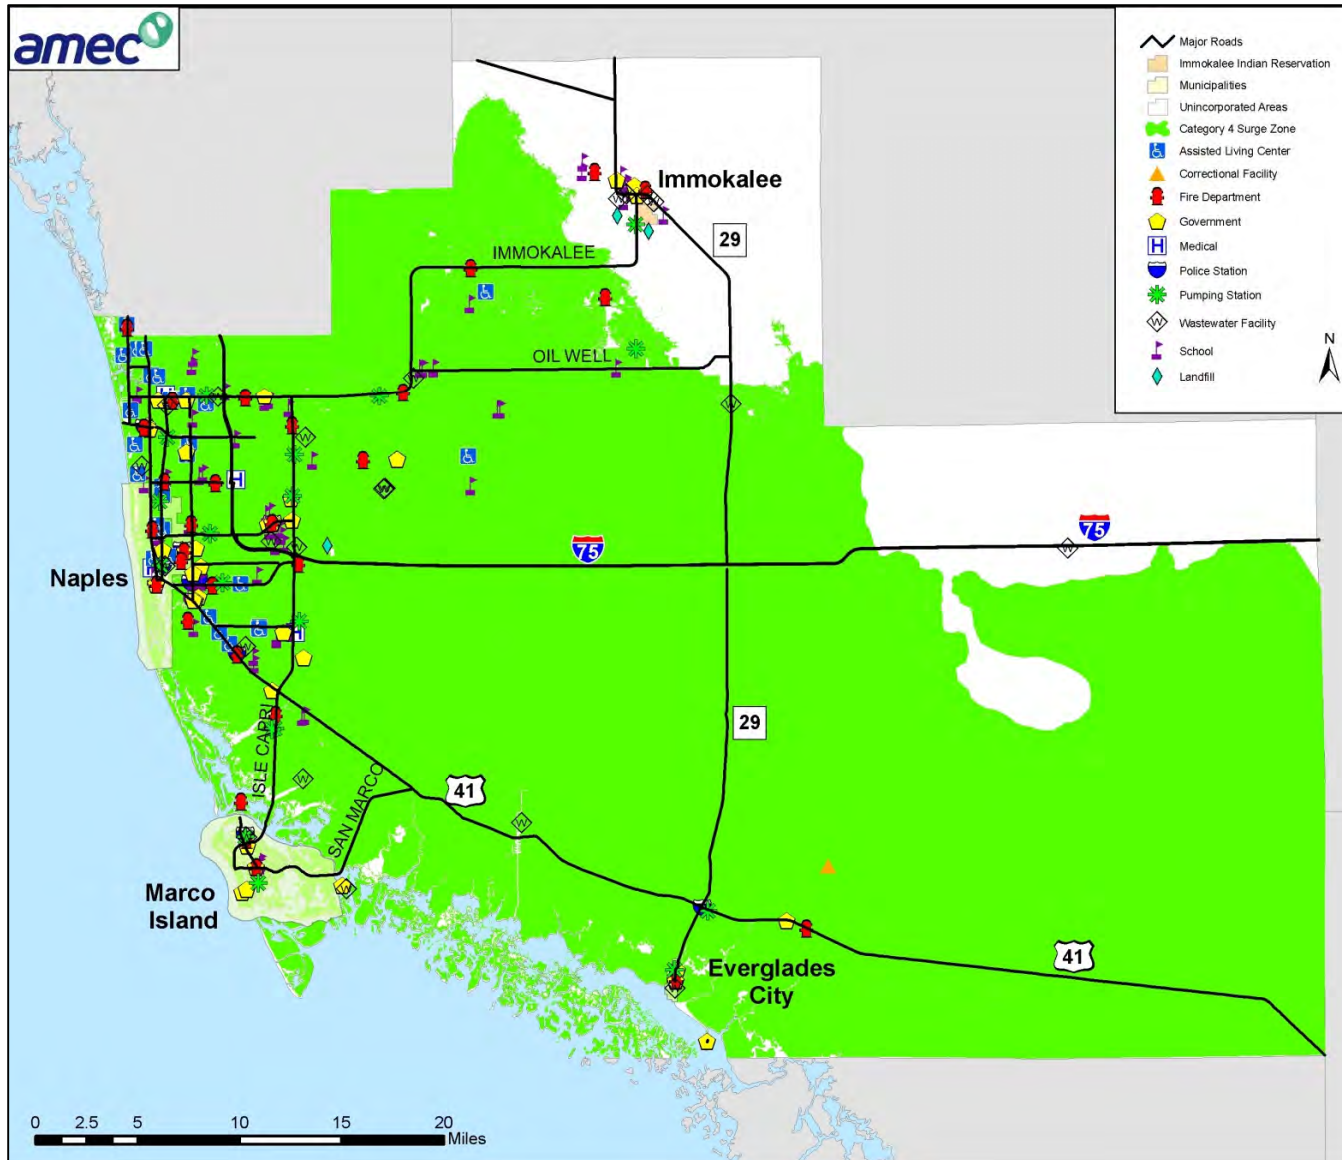 amec
Major Roads
Immokalee Indian Reservation
Municipalities
Unincorporated Areas
Category 4 Surge Zone
Assisted Living Center
Correctional Facility
Fire Department
Government
H Medical
Police Station
Pumping Station
W Wastewater Facility
School
Landfill
N
Immokalee
29
IMMOKALEE
OIL WELL
75
75
Naples
29
ISLE CAPRI
SAN MARCO
41
Marco
Island
41
Everglades
City
0 2.5 5 10 15 20
Miles